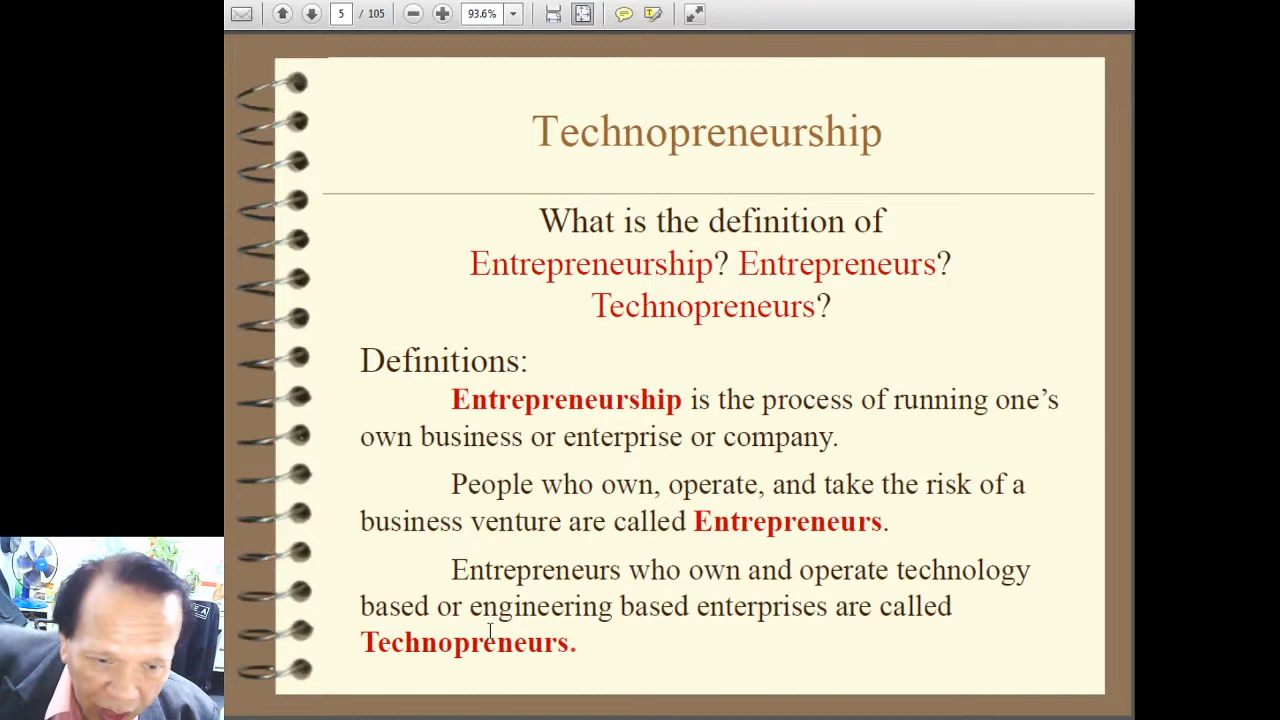 5 / 105 93.6%
Technopreneurship
What is the definition of
Entrepreneurship? Entrepreneurs?
Technopreneurs?
Definitions:
Entrepreneurship is the process of running one’s
own business or enterprise or company.
People who own, operate, and take the risk of a
business venture are called Entrepreneurs.
Entrepreneurs who own and operate technology
based or engineering based enterprises are called
Technopreneurs.